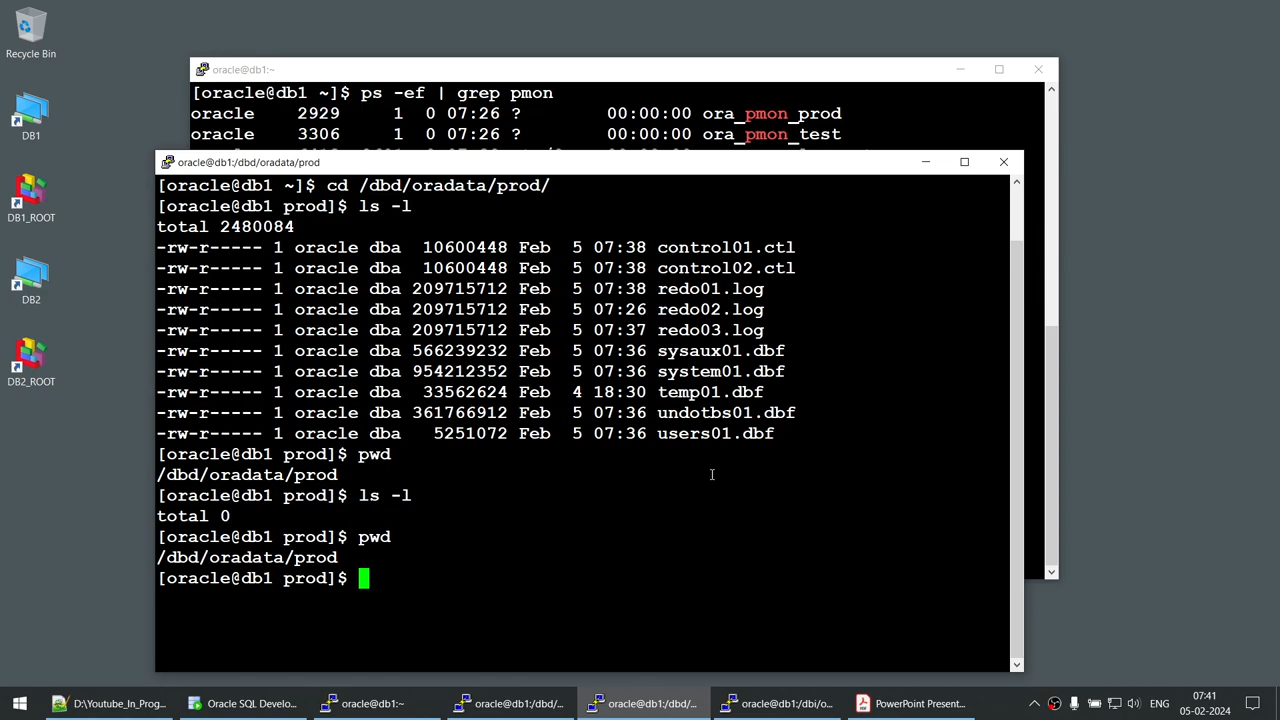 Recycle Bin
DB1
DB1_ROOT
DB2
DB2_ROOT
oracle@db1:~
[oracle@db1 ~]$ ps -ef | grep pmon
oracle 2929 1 0 07:26 ? 00:00:00 ora_pmon_prod
oracle 3306 1 0 07:26 ? 00:00:00 ora_pmon_test
oracle@db1:/dbd/oradata/prod
[oracle@db1 ~]$ cd /dbd/oradata/prod/
[oracle@db1 prod]$ ls -l
total 2480084
-rw-r----- 1 oracle dba 10600448 Feb 5 07:38 control01.ctl
-rw-r----- 1 oracle dba 10600448 Feb 5 07:38 control02.ctl
-rw-r----- 1 oracle dba 209715712 Feb 5 07:38 redo01.log
-rw-r----- 1 oracle dba 209715712 Feb 5 07:26 redo02.log
-rw-r----- 1 oracle dba 209715712 Feb 5 07:37 redo03.log
-rw-r----- 1 oracle dba 566239232 Feb 5 07:36 sysaux01.dbf
-rw-r----- 1 oracle dba 954212352 Feb 5 07:36 system01.dbf
-rw-r----- 1 oracle dba 33562624 Feb 4 18:30 temp01.dbf
-rw-r----- 1 oracle dba 361766912 Feb 5 07:36 undotbs01.dbf
-rw-r----- 1 oracle dba 5251072 Feb 5 07:36 users01.dbf
[oracle@db1 prod]$ pwd
/dbd/oradata/prod
[oracle@db1 prod]$ ls -l
total 0
[oracle@db1 prod]$ pwd
/dbd/oradata/prod
[oracle@db1 prod]$
D:\Youtube_In_Prog...
Oracle SQL Develo...
oracle@db1:~
oracle@db1:/dbd/...
oracle@db1:/dbd/...
oracle@db1:/dbi/o...
PowerPoint Present...
ENG
07:41
05-02-2024